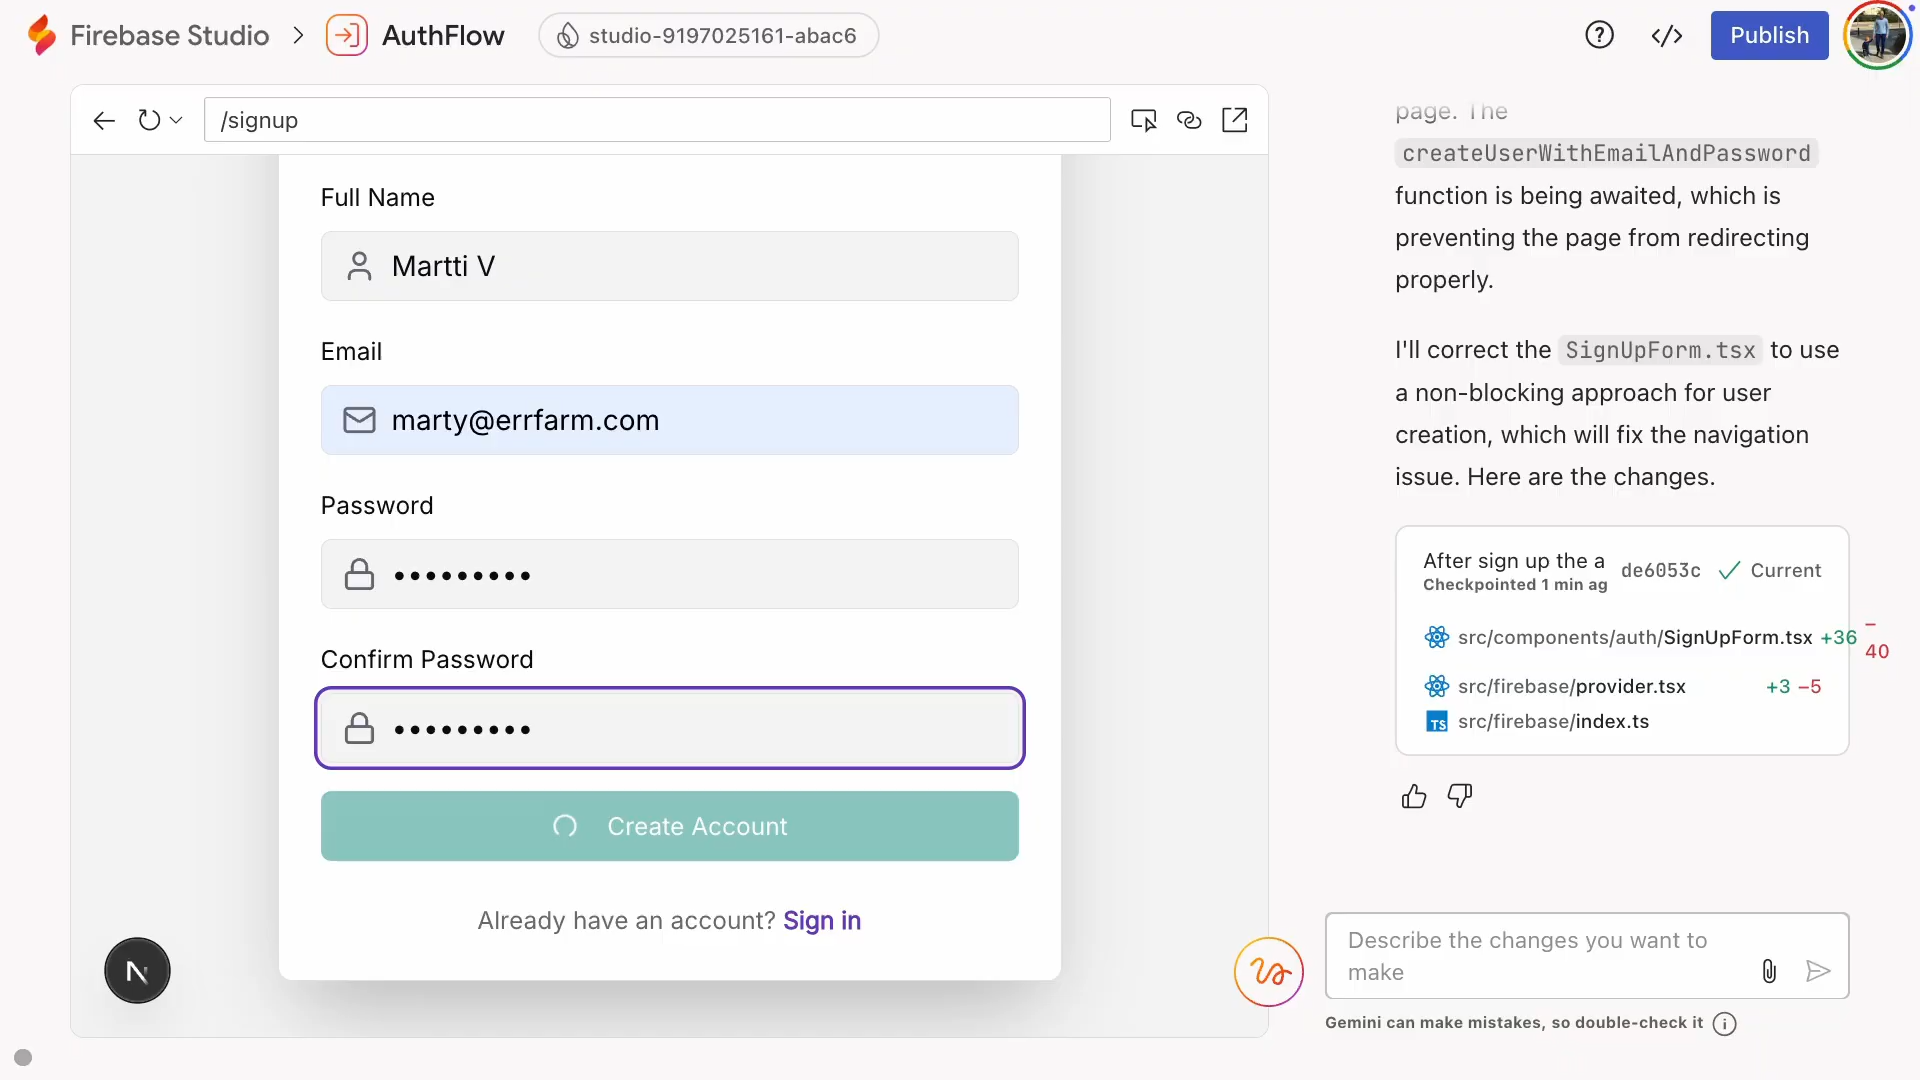 Firebase Studio
AuthFlow
studio-9197025161-abac6
Publish
/signup
Full Name
Martti V
Email
marty@errfarm.com
Password
Confirm Password
Create Account
Already have an account? Sign in
N
page. The
createUserWithEmailAndPassword
function is being awaited, which is
preventing the page from redirecting
properly.
I'll correct the SignUpForm.tsx to use
a non-blocking approach for user
creation, which will fix the navigation
issue. Here are the changes.
After sign up the a
Checkpointed 1 min ag
de6053c
Current
src/components/auth/SignUpForm.tsx +36 −40
src/firebase/provider.tsx +3 −5
TS src/firebase/index.ts
Describe the changes you want to
make
Gemini can make mistakes, so double-check it